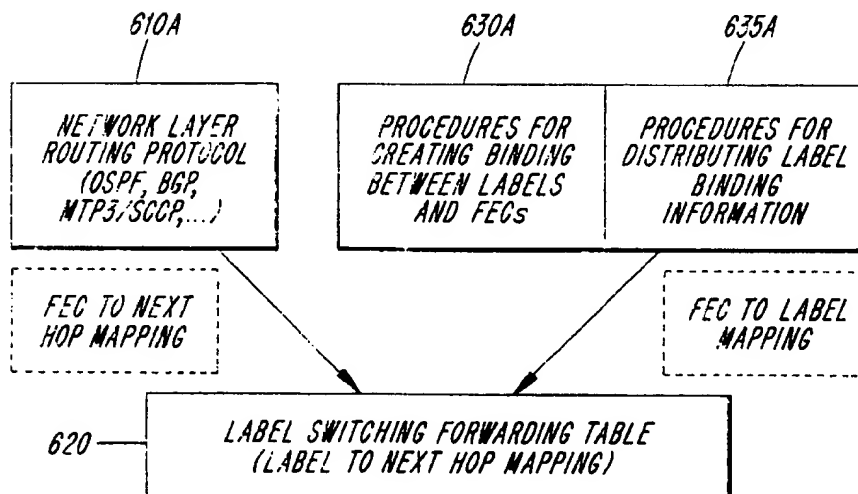 610A
630A
635A
NETWORK LAYER
ROUTING PROTOCOL
(OSPF, BGP,
MTP3/SCCP,...)
PROCEDURES FOR
CREATING BINDING
BETWEEN LABELS
AND FECs
PROCEDURES FOR
DISTRIBUTING LABEL
BINDING
INFORMATION
FEC TO NEXT
HOP MAPPING
FEC TO LABEL
MAPPING
620
LABEL SWITCHING FORWARDING TABLE
(LABEL TO NEXT HOP MAPPING)